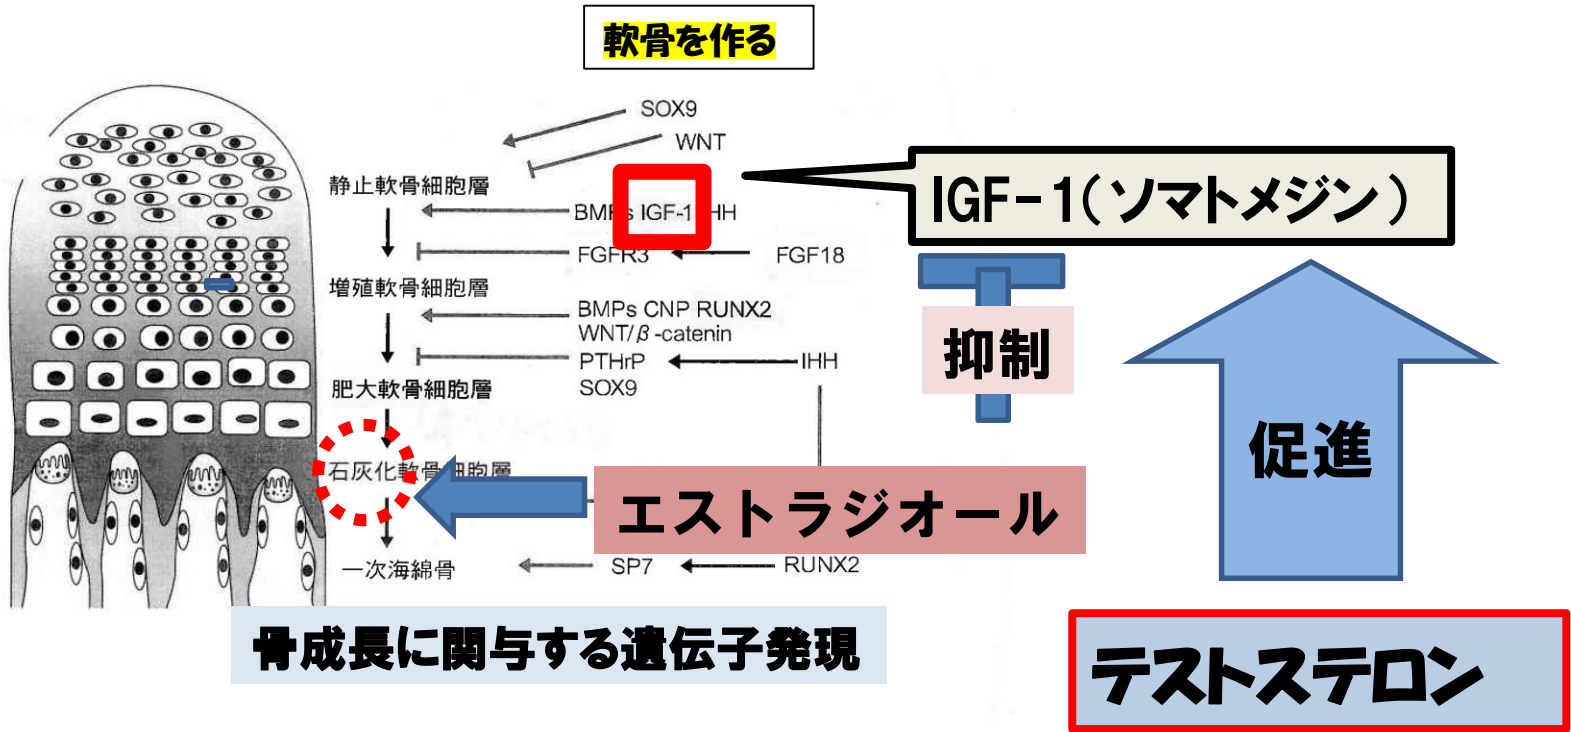 軟骨を作る
SOX9
WNT
静止軟骨細胞層
BMPs IGF-1 IHH
IGF-1(ソマトメジン)
FGFR3
FGF18
増殖軟骨細胞層
BMPs CNP RUNX2
WNT/β-catenin
抑制
PTHrP
IHH
SOX9
肥大軟骨細胞層
促進
石灰化軟骨細胞層
エストラジオール
一次海綿骨
SP7
RUNX2
骨成長に関与する遺伝子発現
テストステロン